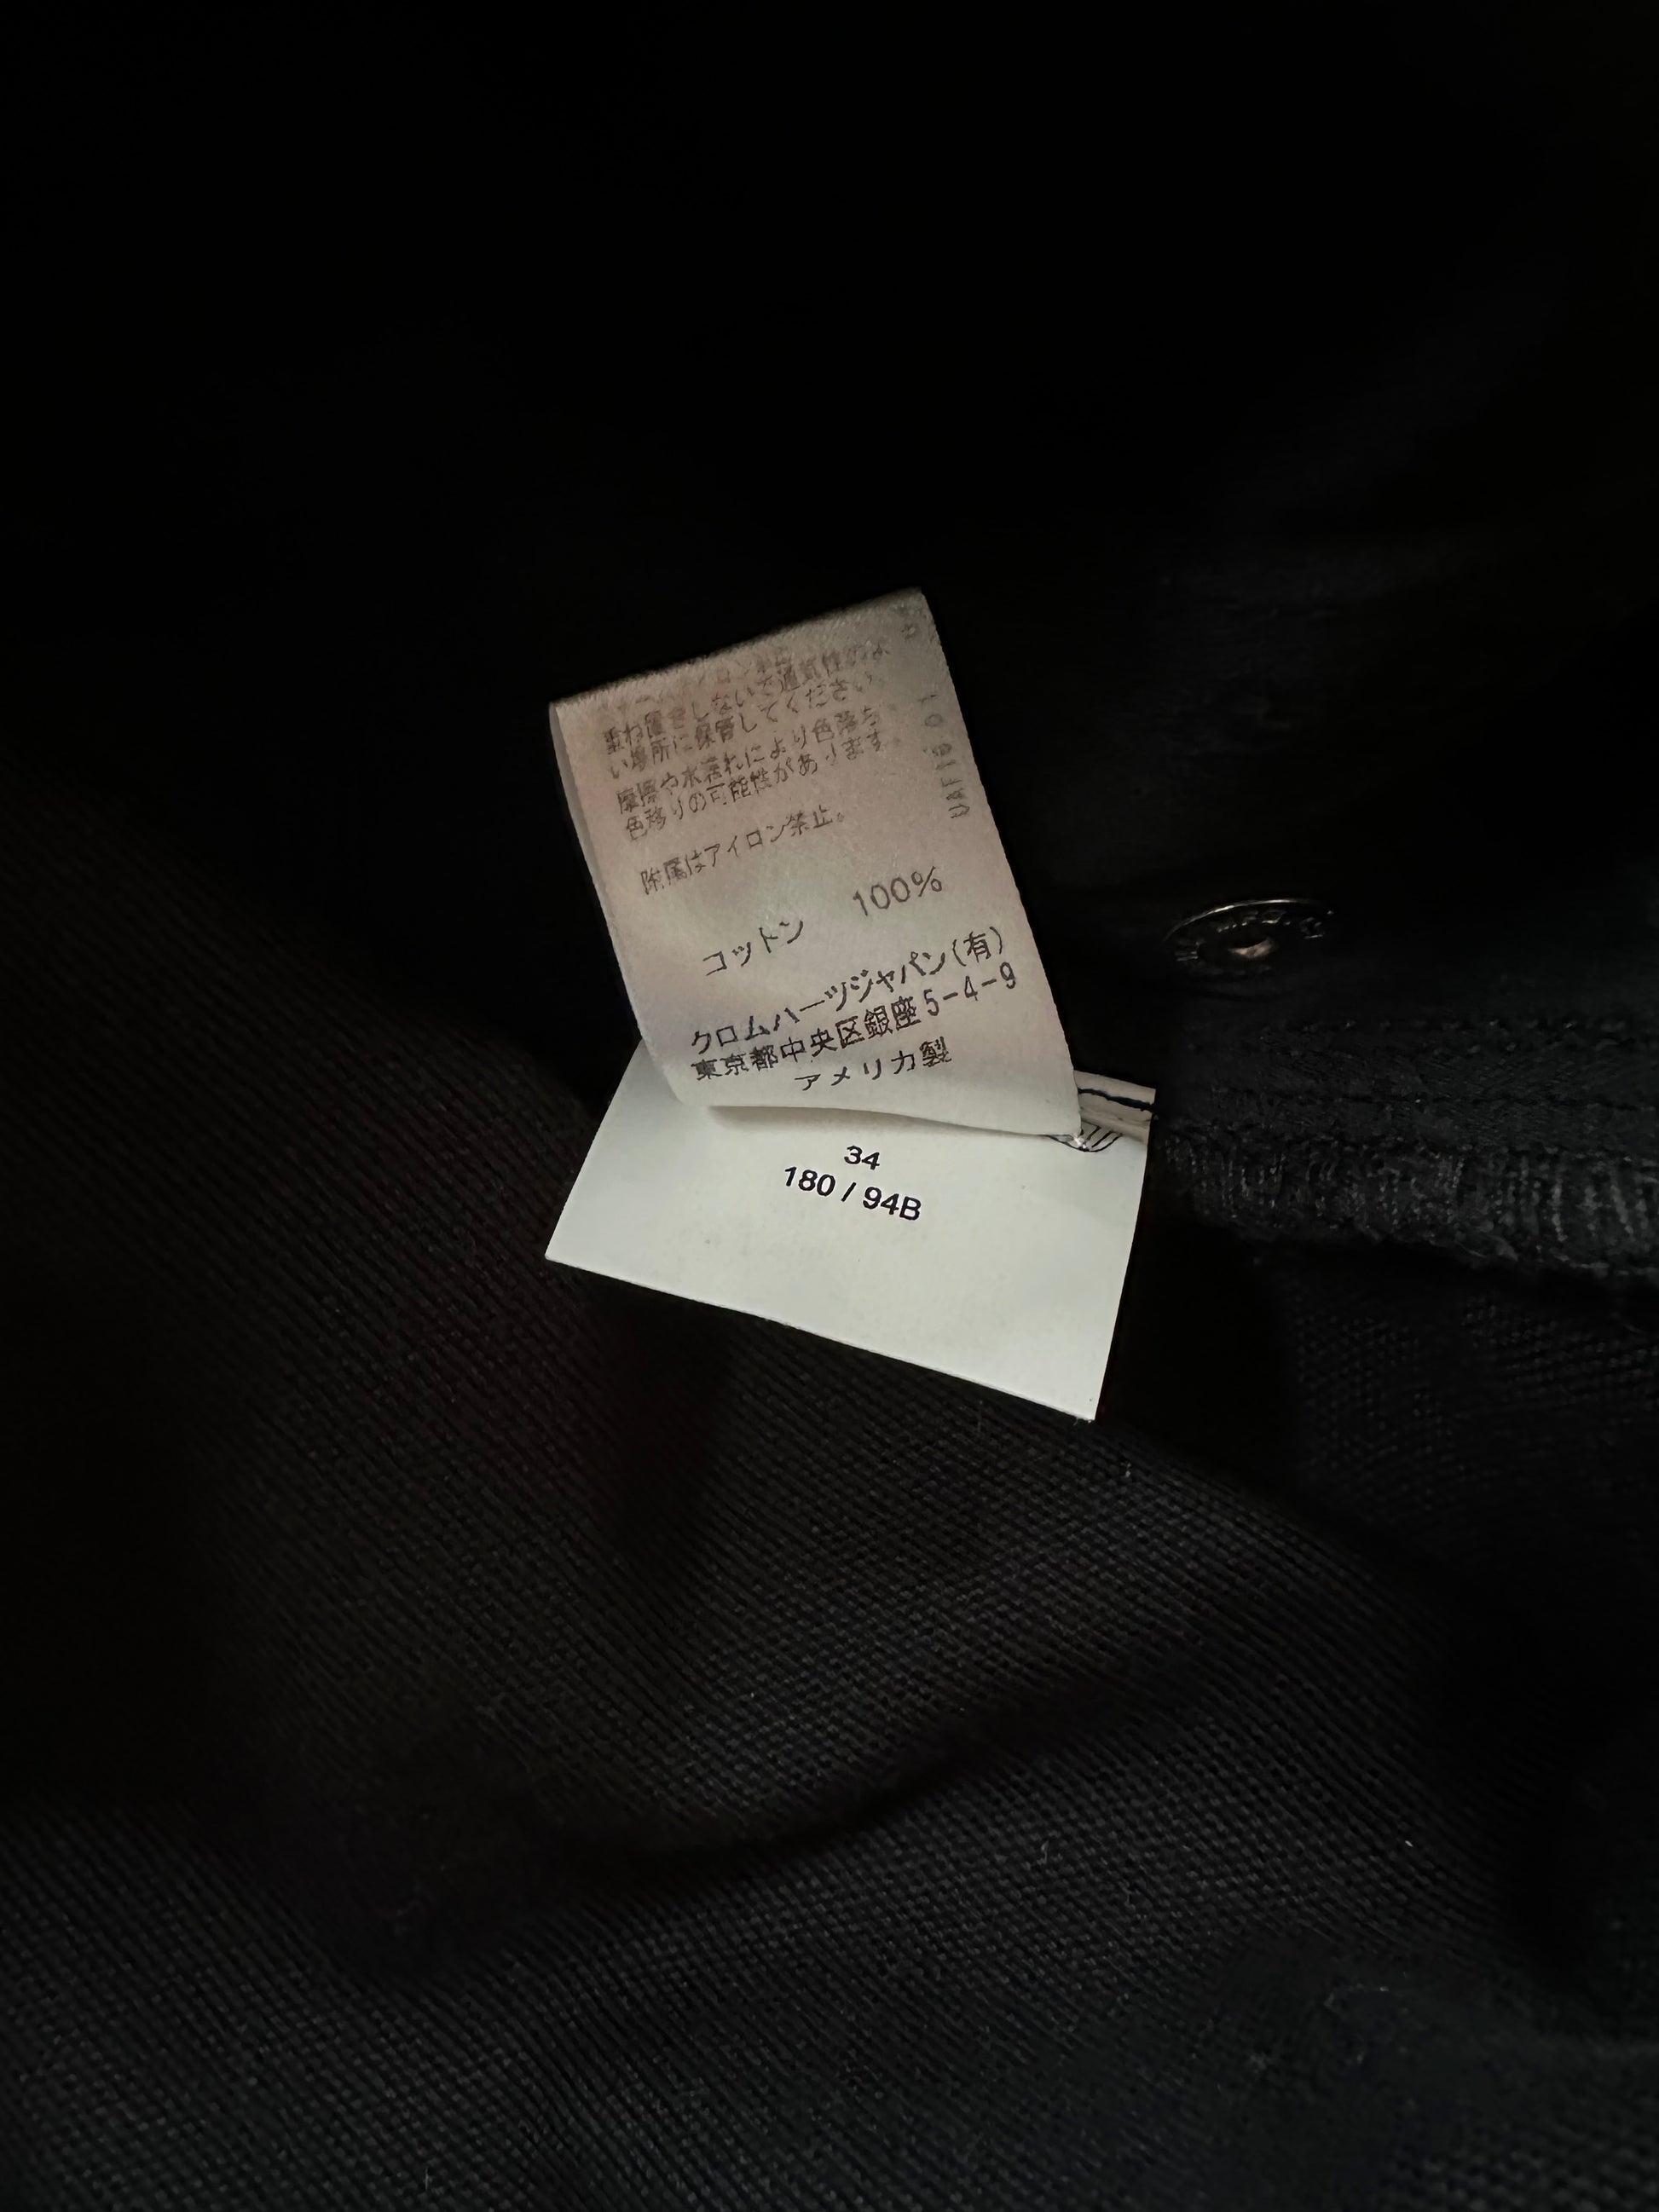 重ね置きしないで通気性のよ
い場所に保管してください。
摩擦や水濡れにより色落ち
色移りの可能性があります
附属はアイロン禁止。
コットン 100%
クロムハーツジャパン(有)
東京都中央区銀座5-4-9
アメリカ製
34
180 / 94B